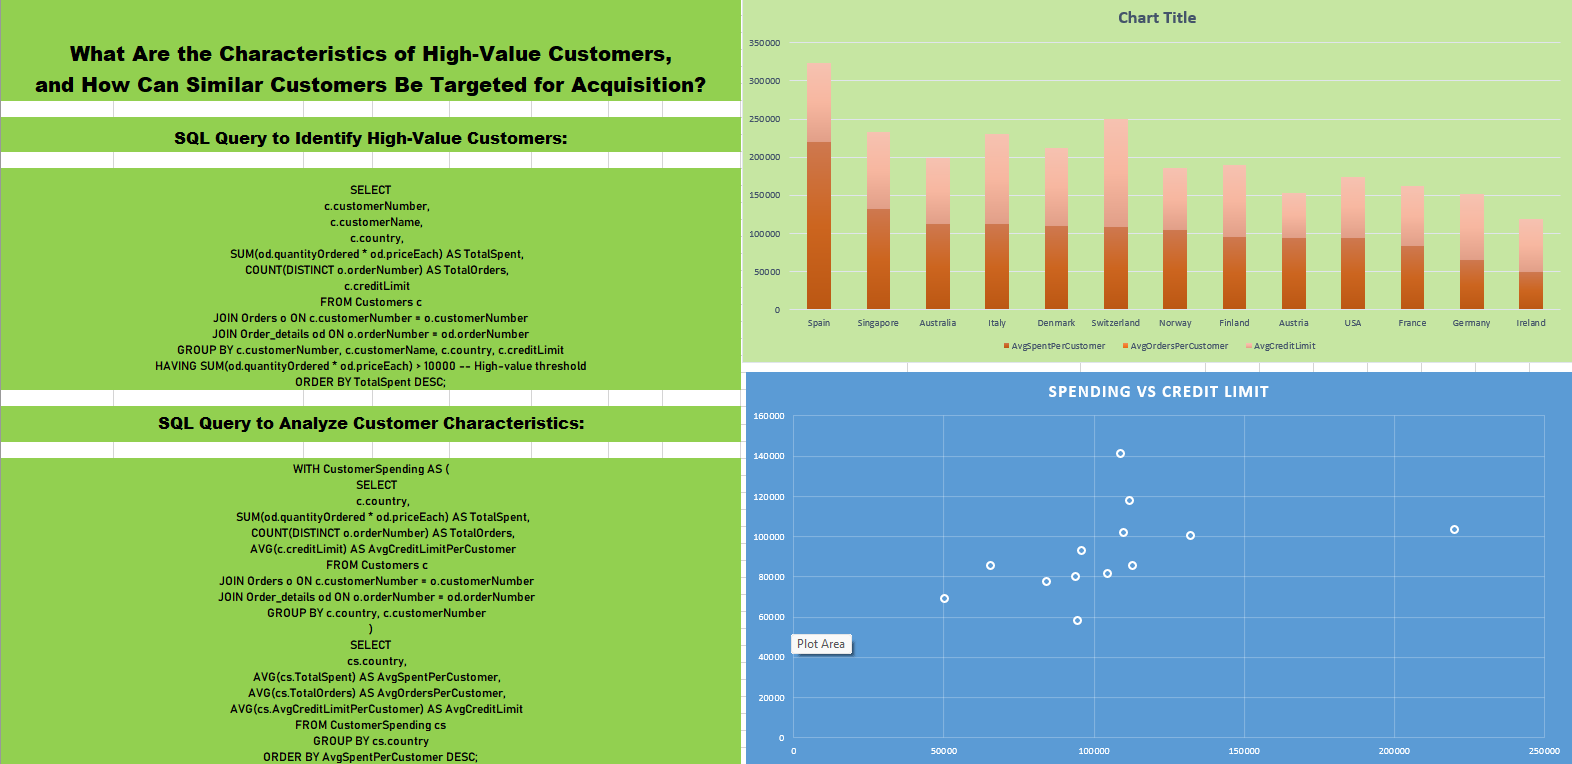 What Are the Characteristics of High-Value Customers,
and How Can Similar Customers Be Targeted for Acquisition?
SQL Query to Identify High-Value Customers:
SELECT
c.customerNumber,
c.customerName,
c.country,
SUM(od.quantityOrdered * od.priceEach) AS TotalSpent,
COUNT(DISTINCT o.orderNumber) AS TotalOrders,
c.creditLimit
FROM Customers c
JOIN Orders o ON c.customerNumber = o.customerNumber
JOIN Order_details od ON o.orderNumber = od.orderNumber
GROUP BY c.customerNumber, c.customerName, c.country, c.creditLimit
HAVING SUM(od.quantityOrdered * od.priceEach) > 10000 -- High-value threshold
ORDER BY TotalSpent DESC;
SQL Query to Analyze Customer Characteristics:
WITH CustomerSpending AS (
SELECT
c.country,
SUM(od.quantityOrdered * od.priceEach) AS TotalSpent,
COUNT(DISTINCT o.orderNumber) AS TotalOrders,
AVG(c.creditLimit) AS AvgCreditLimitPerCustomer
FROM Customers c
JOIN Orders o ON c.customerNumber = o.customerNumber
JOIN Order_details od ON o.orderNumber = od.orderNumber
GROUP BY c.country, c.customerNumber
)
SELECT
cs.country,
AVG(cs.TotalSpent) AS AvgSpentPerCustomer,
AVG(cs.TotalOrders) AS AvgOrdersPerCustomer,
AVG(cs.AvgCreditLimitPerCustomer) AS AvgCreditLimit
FROM CustomerSpending cs
GROUP BY cs.country
ORDER BY AvgSpentPerCustomer DESC;
Chart Title
350000
300000
250000
200000
150000
100000
50000
0
Spain Singapore Australia Italy Denmark Switzerland Norway Finland Austria USA France Germany Ireland
AvgSpentPerCustomer AvgOrdersPerCustomer AvgCreditLimit
SPENDING VS CREDIT LIMIT
160000
140000
120000
100000
80000
60000
Plot Area
40000
20000
0
0 50000 100000 150000 200000 250000